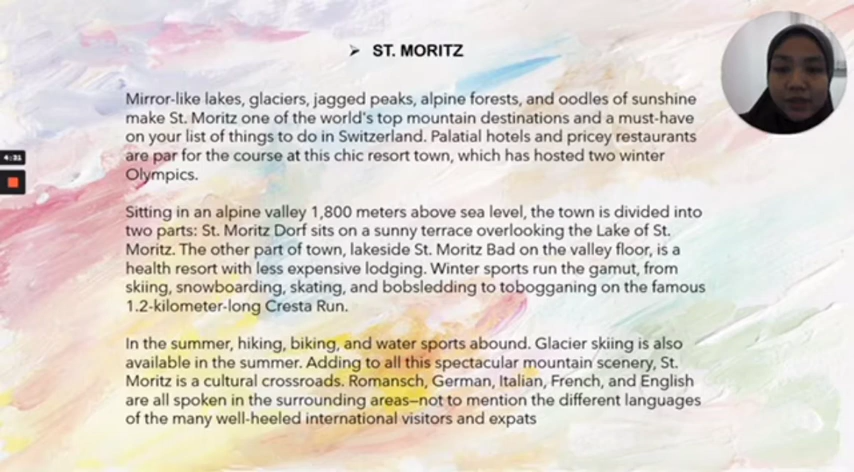 ➢ ST. MORITZ
Mirror-like lakes, glaciers, jagged peaks, alpine forests, and oodles of sunshine
make St. Moritz one of the world's top mountain destinations and a must-have
on your list of things to do in Switzerland. Palatial hotels and pricey restaurants
are par for the course at this chic resort town, which has hosted two winter
Olympics.
Sitting in an alpine valley 1,800 meters above sea level, the town is divided into
two parts: St. Moritz Dorf sits on a sunny terrace overlooking the Lake of St.
Moritz. The other part of town, lakeside St. Moritz Bad on the valley floor, is a
health resort with less expensive lodging. Winter sports run the gamut, from
skiing, snowboarding, skating, and bobsledding to tobogganing on the famous
1.2-kilometer-long Cresta Run.
In the summer, hiking, biking, and water sports abound. Glacier skiing is also
available in the summer. Adding to all this spectacular mountain scenery, St.
Moritz is a cultural crossroads. Romansch, German, Italian, French, and English
are all spoken in the surrounding areas—not to mention the different languages
of the many well-heeled international visitors and expats
4:31